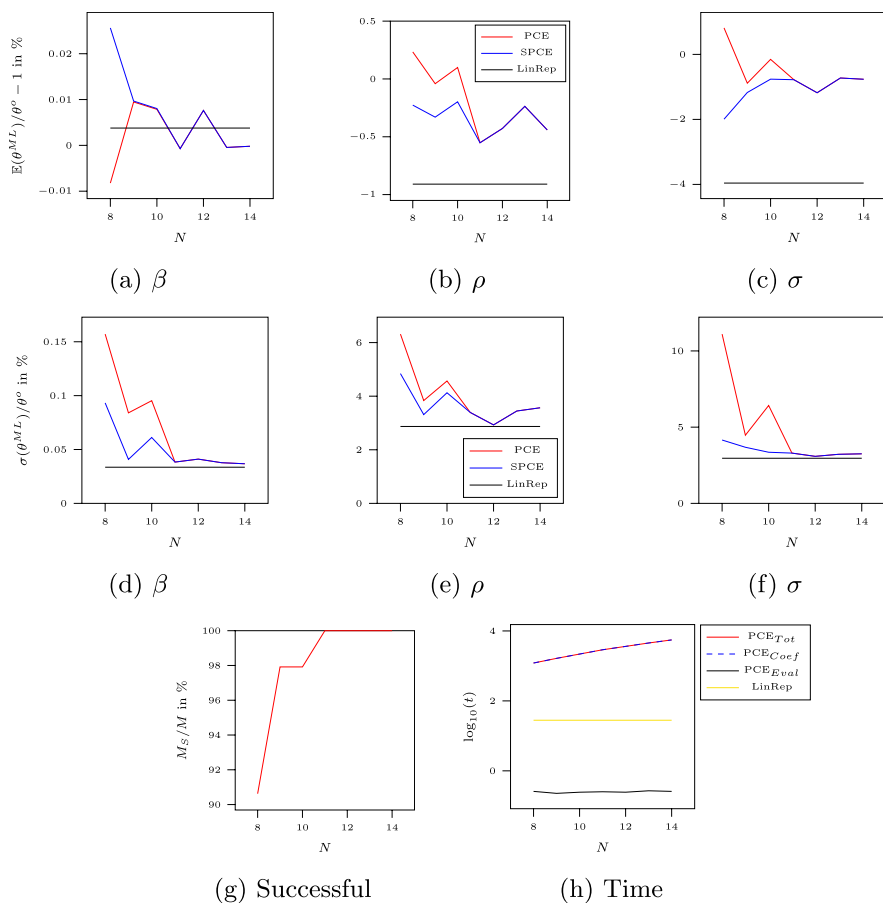 𝔼(θ^{ML})/θ^o − 1 in %
0.02
0.01
0
−0.01
8 10 12 14
N
(a) β
0.5
0
−0.5
−1
PCE
SPCE
LinRep
8 10 12 14
N
(b) ρ
0
−2
−4
8 10 12 14
N
(c) σ
σ(θ^{ML})/θ^o in %
0.15
0.1
0.05
0
8 10 12 14
N
(d) β
6
4
2
0
PCE
SPCE
LinRep
8 10 12 14
N
(e) ρ
10
5
0
8 10 12 14
N
(f) σ
M_S/M in %
100
98
96
94
92
90
8 10 12 14
N
(g) Successful
log_{10}(t)
4
2
0
8 10 12 14
N
PCE_{Tot}
PCE_{Coef}
PCE_{Eval}
LinRep
(h) Time